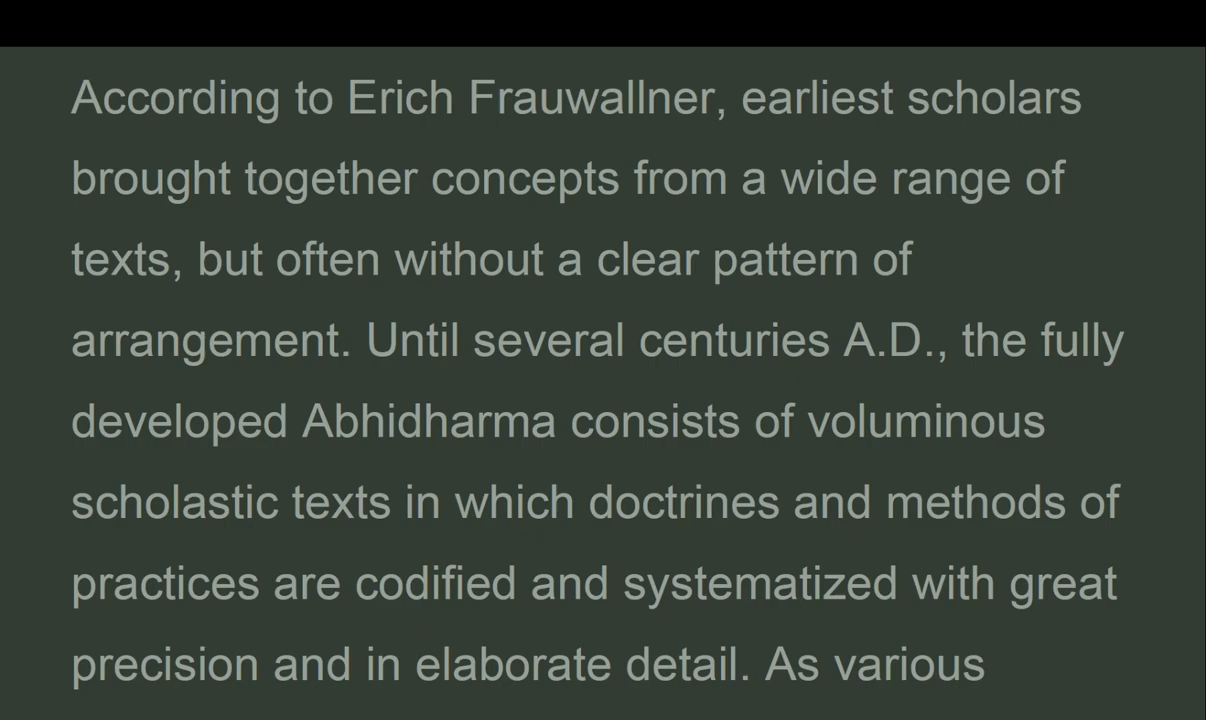 According to Erich Frauwallner, earliest scholars
brought together concepts from a wide range of
texts, but often without a clear pattern of
arrangement. Until several centuries A.D., the fully
developed Abhidharma consists of voluminous
scholastic texts in which doctrines and methods of
practices are codified and systematized with great
precision and in elaborate detail. As various